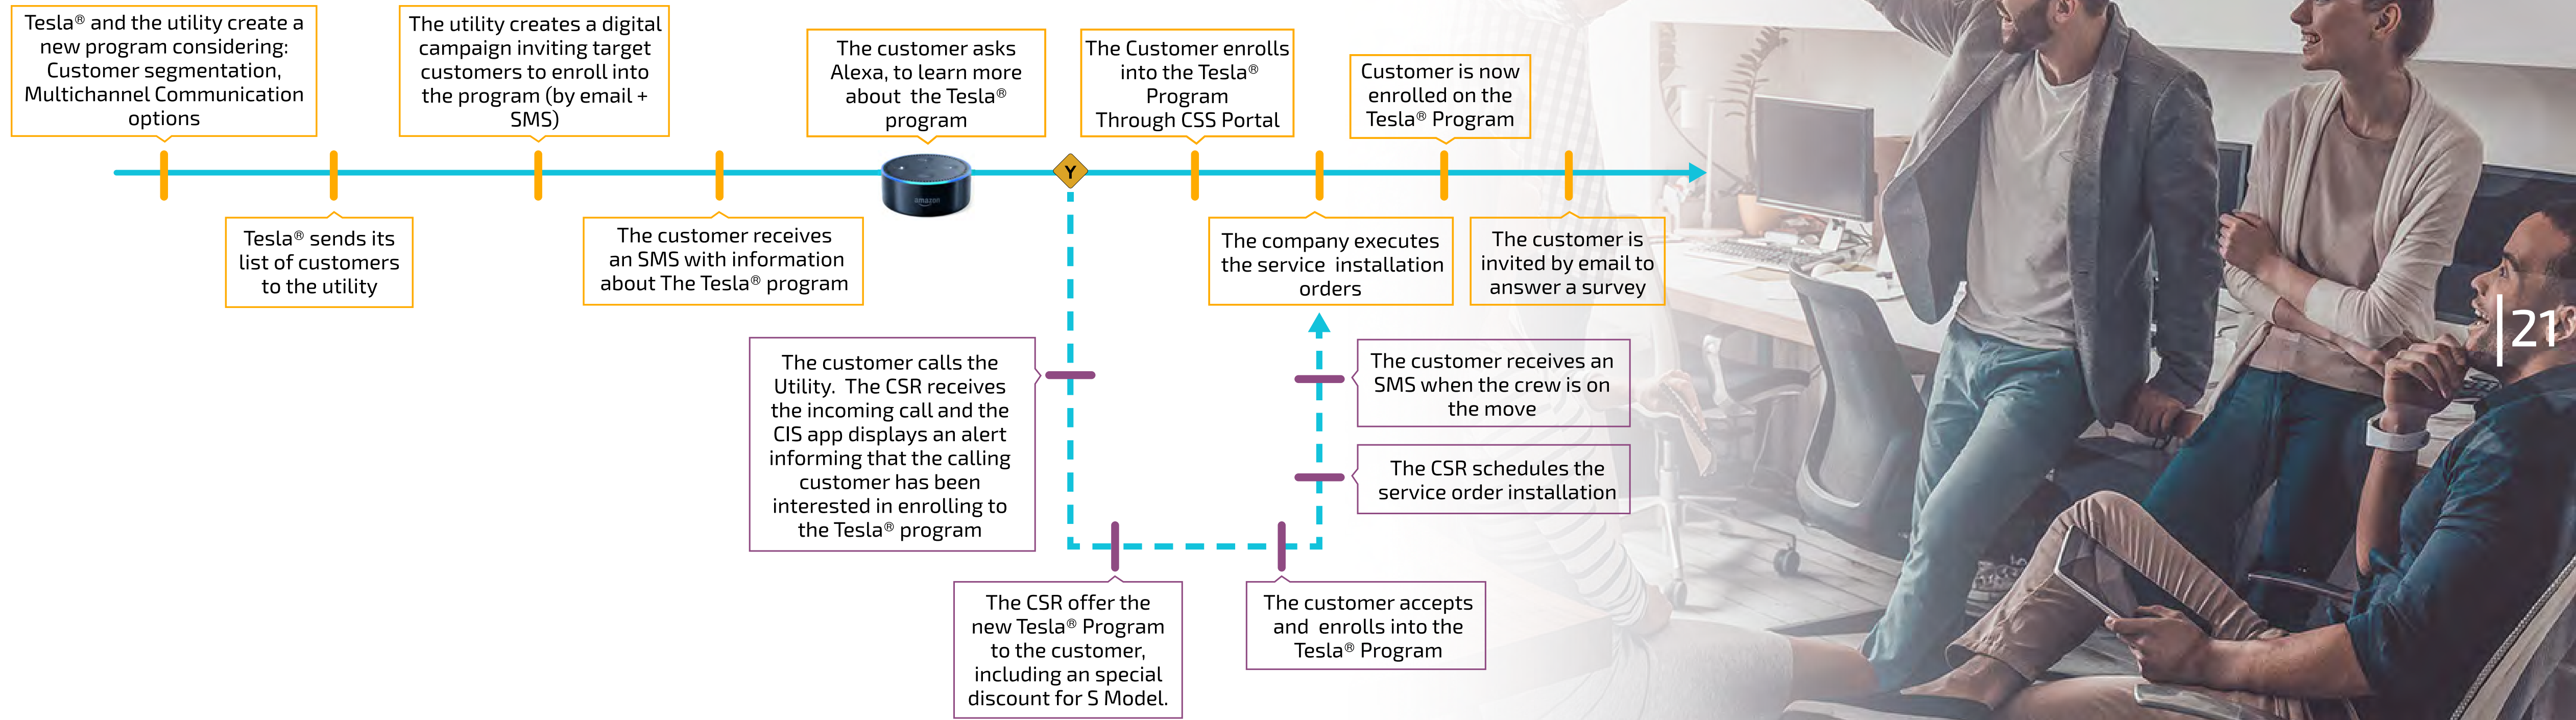 Tesla® and the utility create a
new program considering:
Customer segmentation,
Multichannel Communication
options
Tesla® sends its
list of customers
to the utility
The utility creates a digital
campaign inviting target
customers to enroll into
the program (by email +
SMS)
The customer receives
an SMS with information
about The Tesla® program
The customer asks
Alexa, to learn more
about the Tesla®
program
amazon
Y
The Customer enrolls
into the Tesla®
Program
Through CSS Portal
The company executes
the service installation
orders
Customer is now
enrolled on the
Tesla® Program
The customer is
invited by email to
answer a survey
The customer calls the
Utility. The CSR receives
the incoming call and the
CIS app displays an alert
informing that the calling
customer has been
interested in enrolling to
the Tesla® program
The CSR offer the
new Tesla® Program
to the customer,
including an special
discount for S Model.
The customer accepts
and enrolls into the
Tesla® Program
The CSR schedules the
service order installation
The customer receives an
SMS when the crew is on
the move
|21